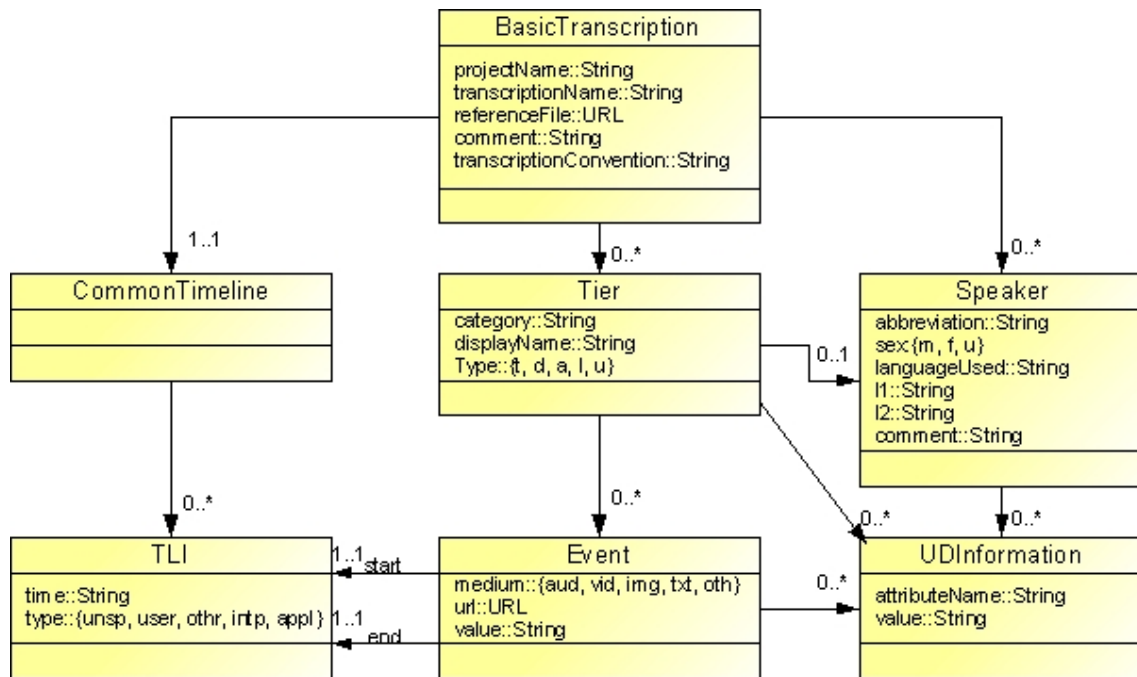 BasicTranscription
projectName::String
transcriptionName::String
referenceFile::URL
comment::String
transcriptionConvention::String
1..1
0..*
0..*
CommonTimeline
Tier
category::String
displayName::String
Type::{t, d, a, l, u}
0..1
Speaker
abbreviation::String
sex:{m, f, u}
languageUsed::String
l1::String
l2::String
comment::String
0..*
0..*
0..*
0..*
TLI
time::String
type::{unsp, user, othr, intp, appl}
1..1
start
1..1
end
Event
medium::{aud, vid, img, txt, oth}
url::URL
value::String
0..*
UDInformation
attributeName::String
value::String